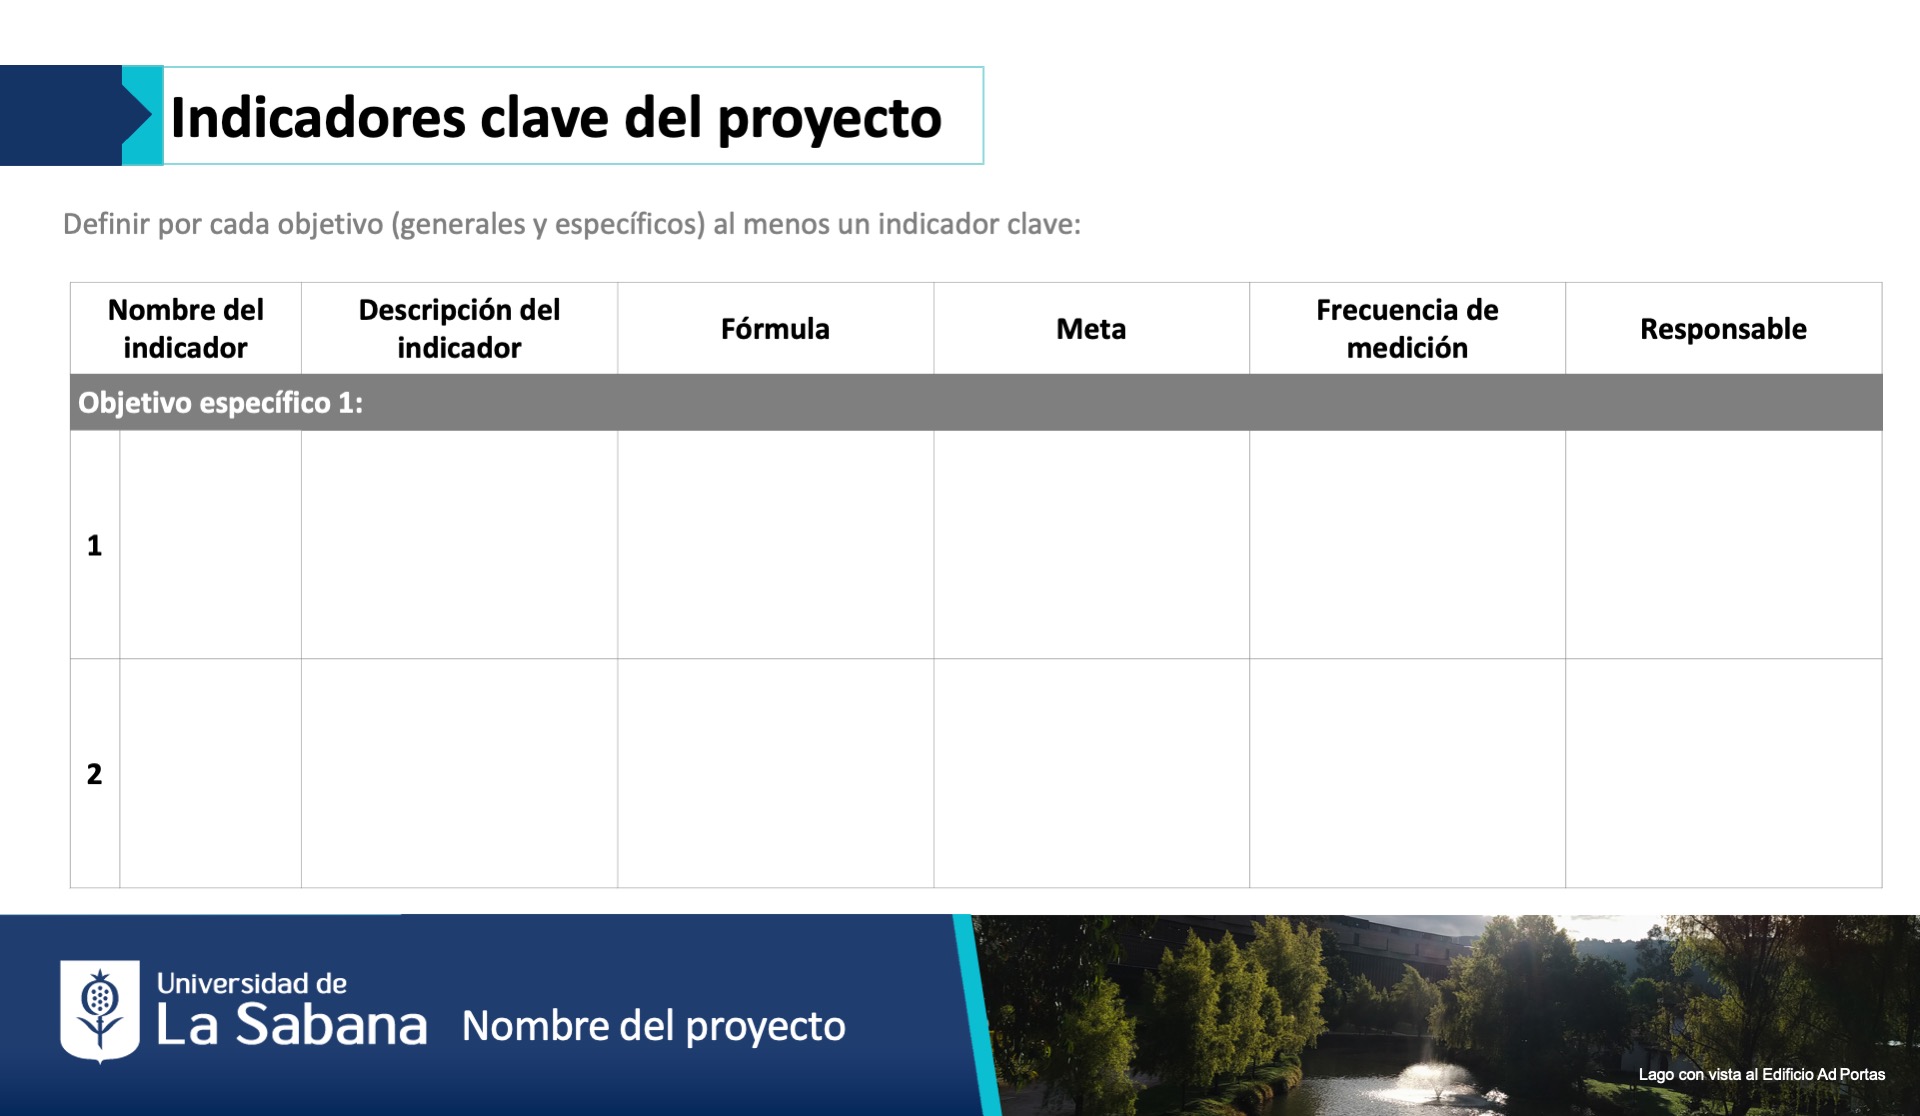 Indicadores clave del proyecto
Definir por cada objetivo (generales y específicos) al menos un indicador clave:
Nombre del
indicador
Descripción del
indicador
Fórmula
Meta
Frecuencia de
medición
Responsable
Objetivo específico 1:
1
2
Universidad de
La Sabana
Nombre del proyecto
Lago con vista al Edificio Ad Portas